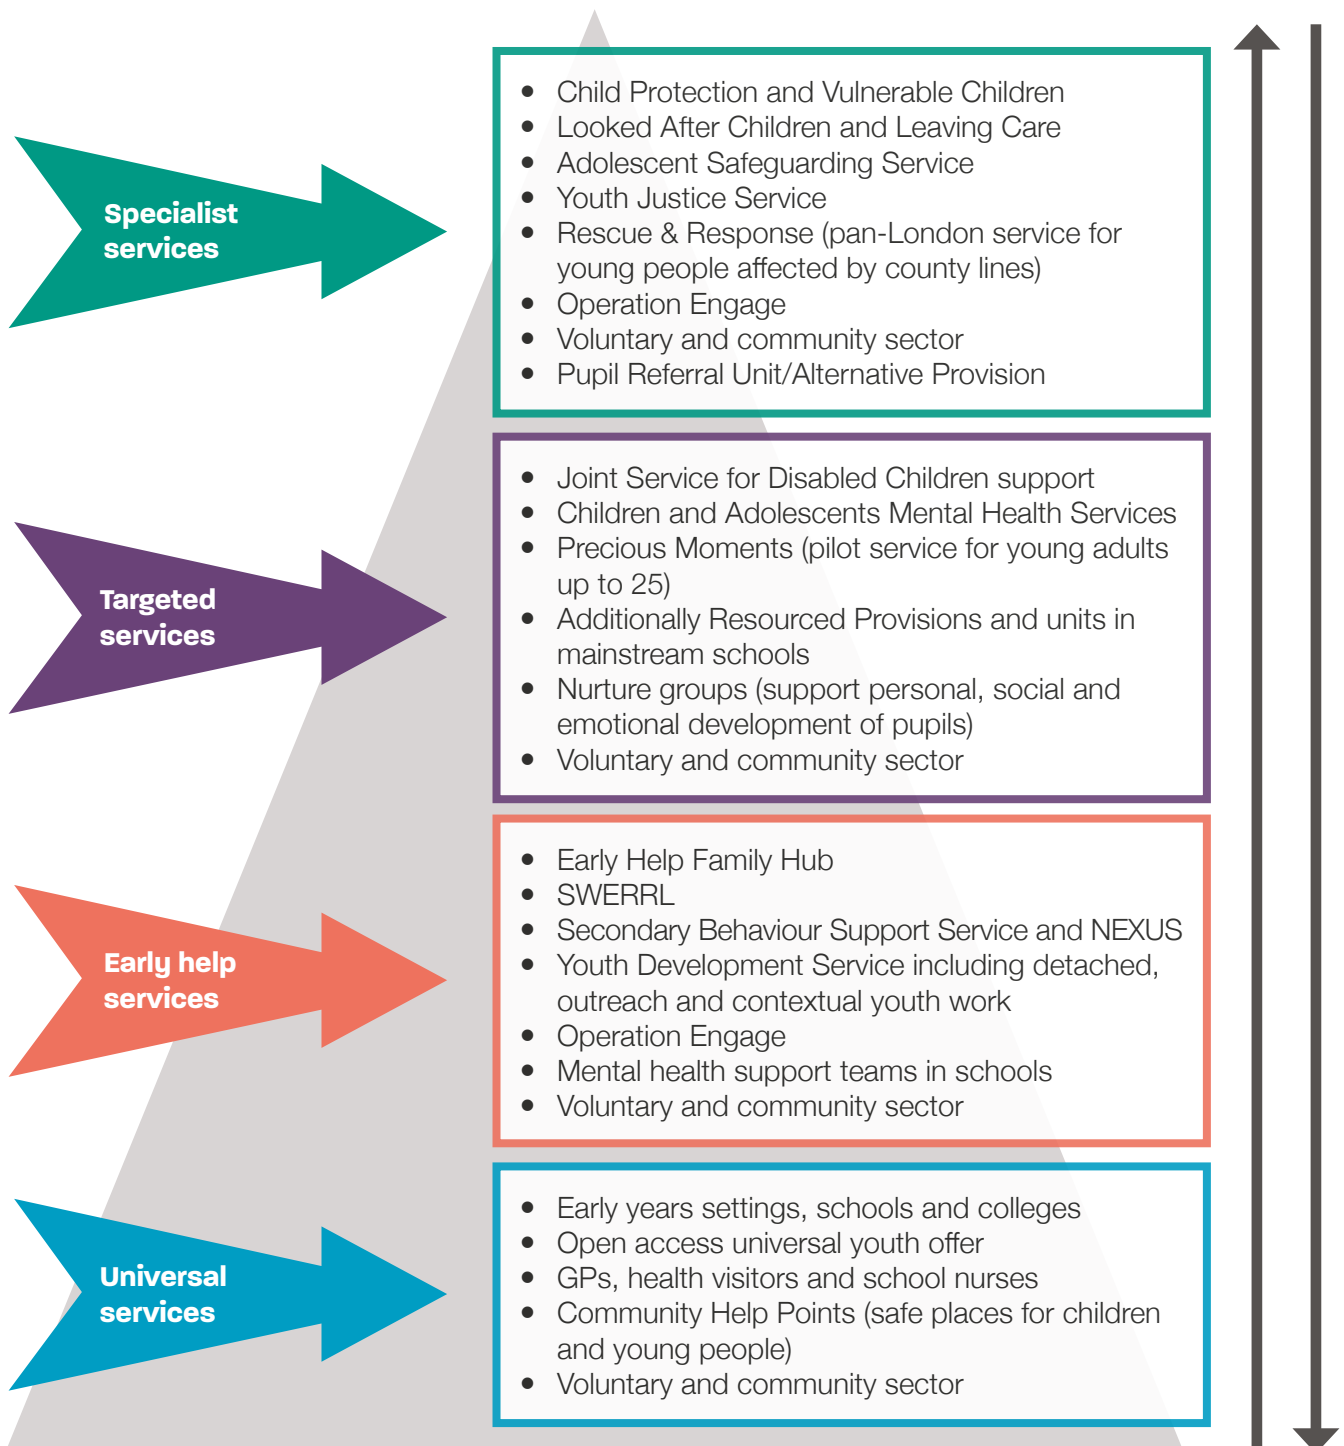 Specialist
services
• Child Protection and Vulnerable Children
• Looked After Children and Leaving Care
• Adolescent Safeguarding Service
• Youth Justice Service
• Rescue & Response (pan-London service for
young people affected by county lines)
• Operation Engage
• Voluntary and community sector
• Pupil Referral Unit/Alternative Provision
Targeted
services
• Joint Service for Disabled Children support
• Children and Adolescents Mental Health Services
• Precious Moments (pilot service for young adults
up to 25)
• Additionally Resourced Provisions and units in
mainstream schools
• Nurture groups (support personal, social and
emotional development of pupils)
• Voluntary and community sector
Early help
services
• Early Help Family Hub
• SWERRL
• Secondary Behaviour Support Service and NEXUS
• Youth Development Service including detached,
outreach and contextual youth work
• Operation Engage
• Mental health support teams in schools
• Voluntary and community sector
Universal
services
• Early years settings, schools and colleges
• Open access universal youth offer
• GPs, health visitors and school nurses
• Community Help Points (safe places for children
and young people)
• Voluntary and community sector